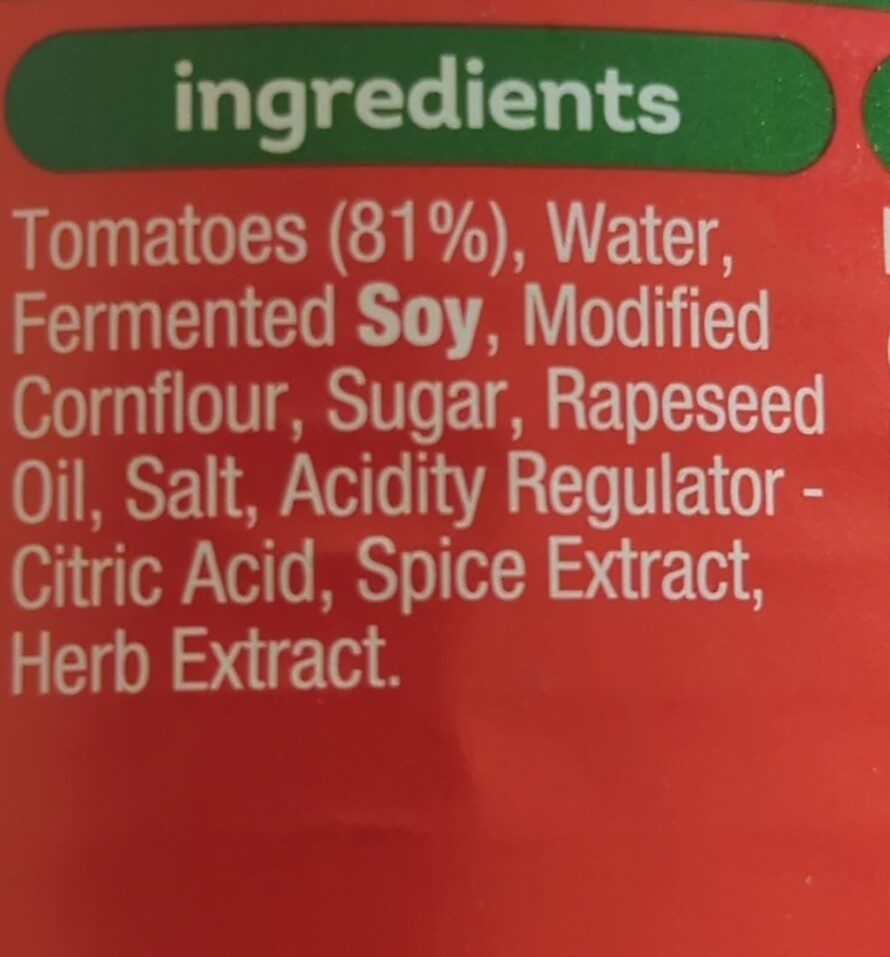 ingredients
Tomatoes (81%), Water,
Fermented Soy, Modified
Cornflour, Sugar, Rapeseed
Oil, Salt, Acidity Regulator -
Citric Acid, Spice Extract,
Herb Extract.